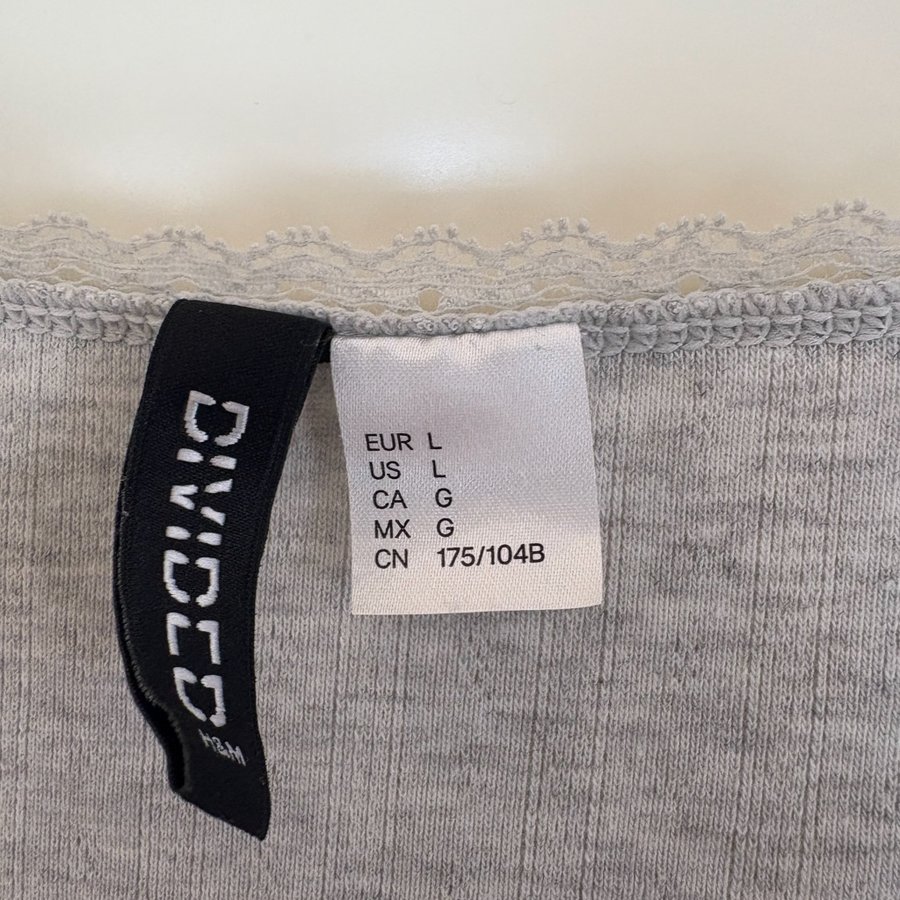 DIVIDED
H&M
EUR L
US L
CA G
MX G
CN 175/104B